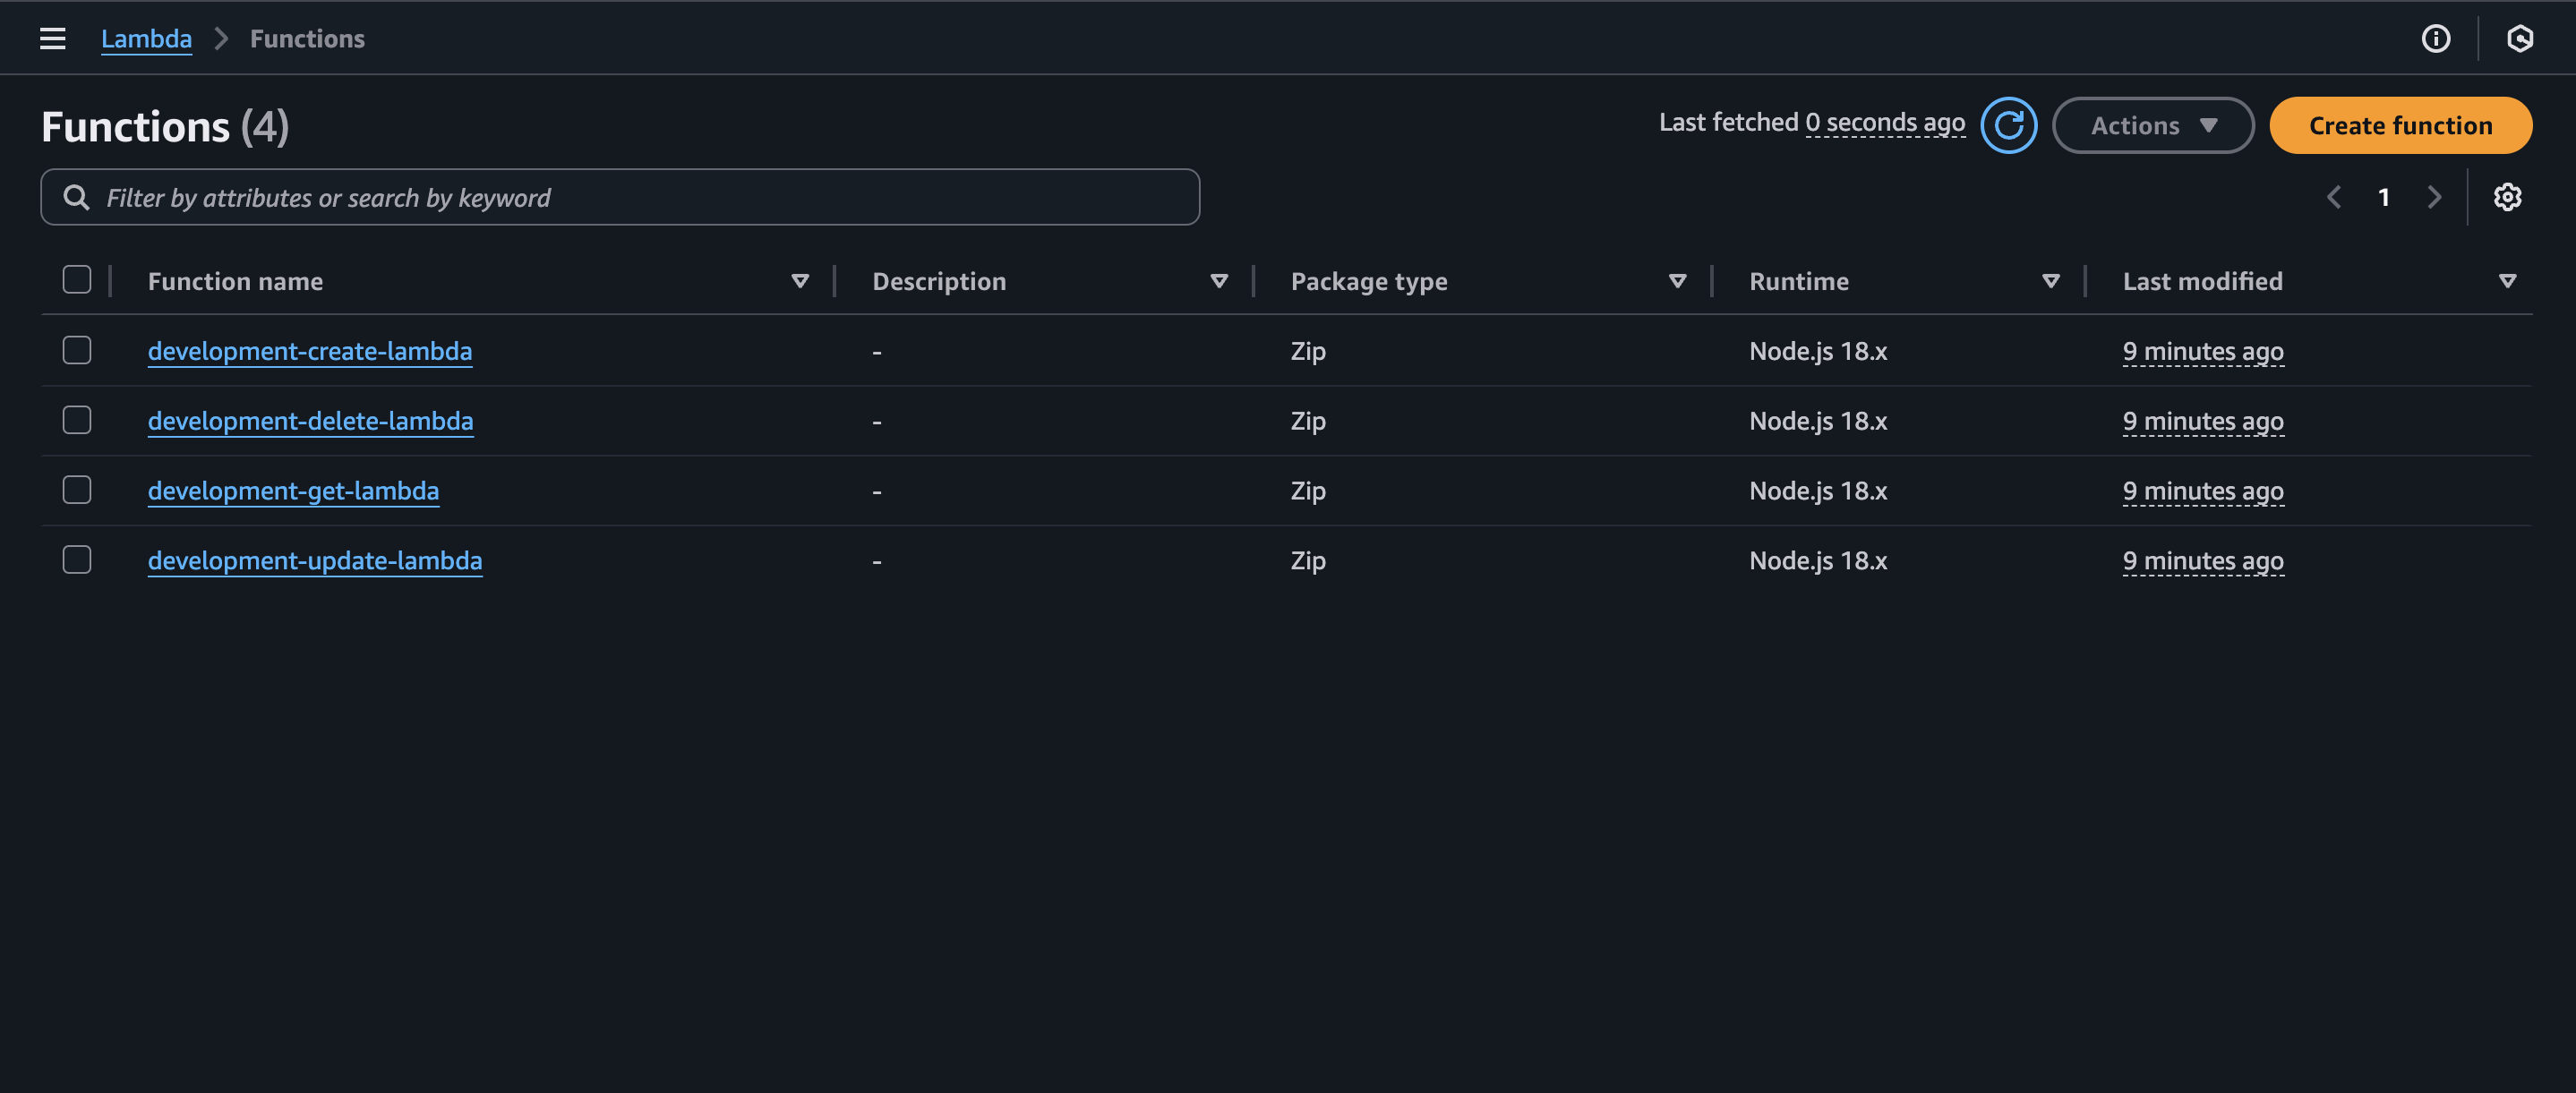 Lambda > Functions
Functions (4)
Last fetched 0 seconds ago
Actions
Create function
Filter by attributes or search by keyword
1
Function name Description Package type Runtime Last modified
development-create-lambda - Zip Node.js 18.x 9 minutes ago
development-delete-lambda - Zip Node.js 18.x 9 minutes ago
development-get-lambda - Zip Node.js 18.x 9 minutes ago
development-update-lambda - Zip Node.js 18.x 9 minutes ago